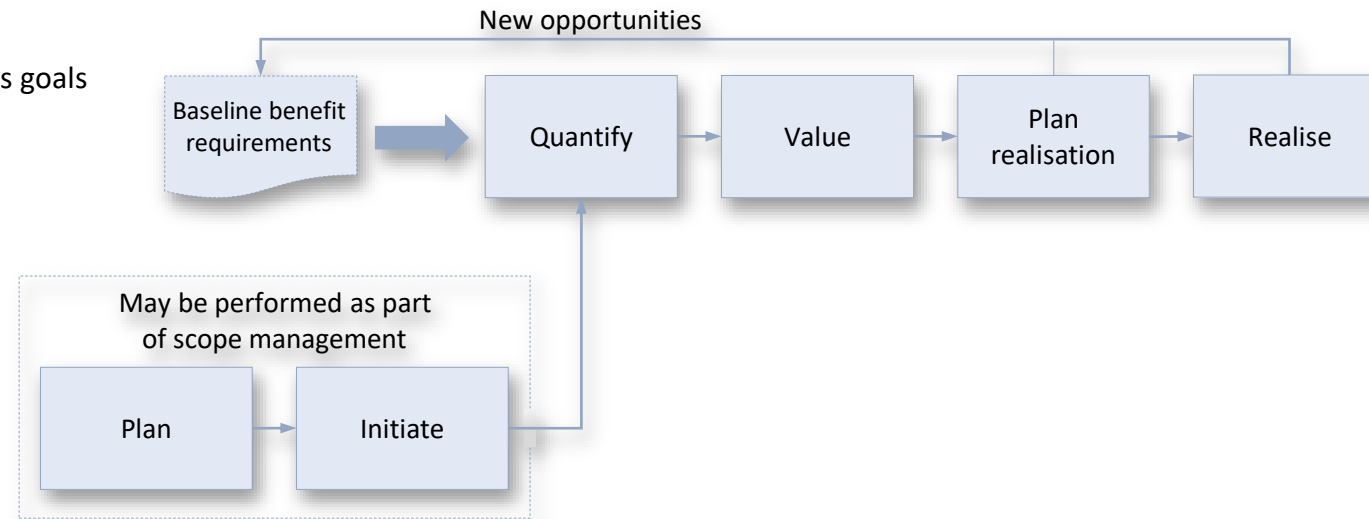 New opportunities
s goals
Baseline benefit
requirements
Quantify
Value
Plan
realisation
Realise
May be performed as part
of scope management
Plan
Initiate